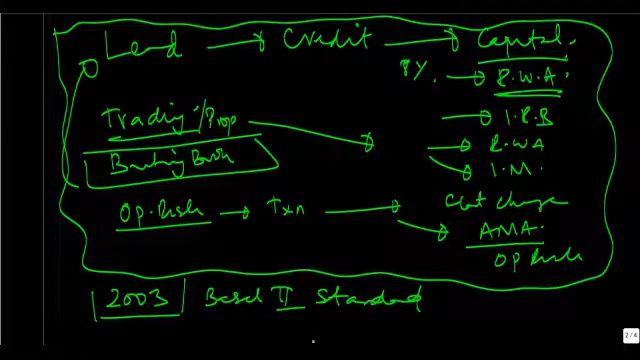 Lend → Credit → Capital.
8%. → R.W.A.
Trading/Prop → I.R.B
Banking Book → R.W.A
→ I.M.
Op. Risk → Txn → Cost Charge
→ AMA.
Op Risk
2003 Basel II Standard
2/4